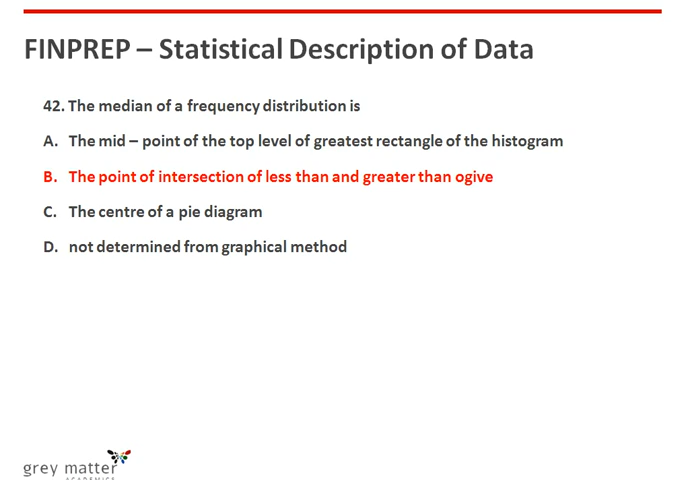 FINPREP – Statistical Description of Data
42. The median of a frequency distribution is
A. The mid – point of the top level of greatest rectangle of the histogram
B. The point of intersection of less than and greater than ogive
C. The centre of a pie diagram
D. not determined from graphical method
grey matter
ACADEMICS